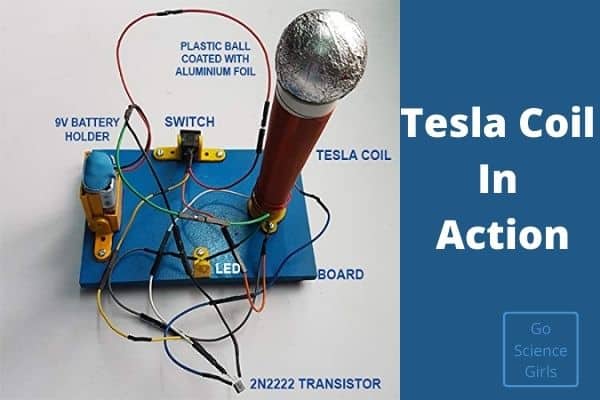 PLASTIC BALL
COATED WITH
ALUMINIUM FOIL
9V BATTERY
HOLDER
SWITCH
TESLA COIL
LED
BOARD
2N2222 TRANSISTOR
Tesla Coil
In
Action
Go
Science
Girls